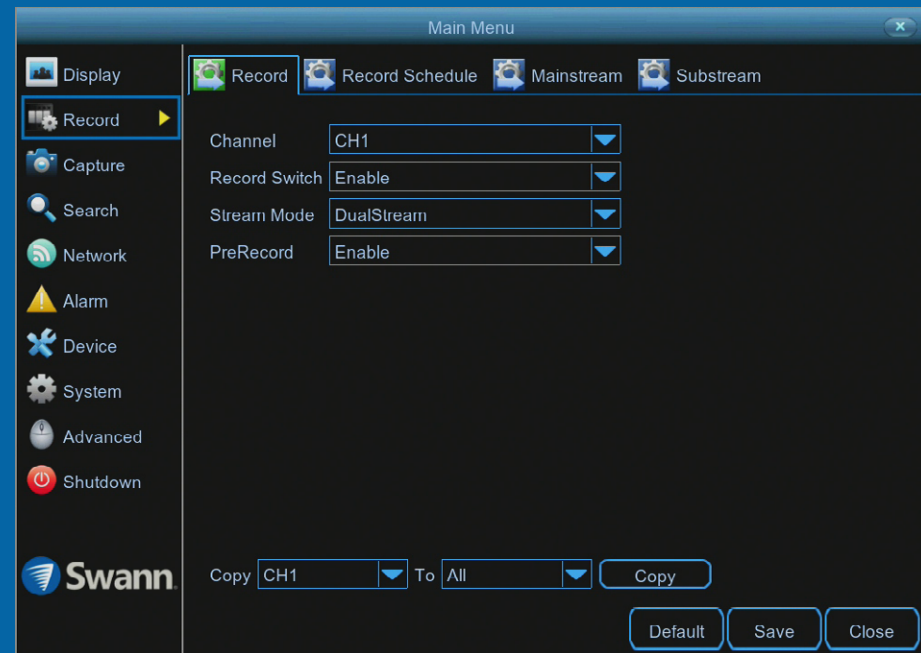 Main Menu
Display
Record
Capture
Search
Network
Alarm
Device
System
Advanced
Shutdown
Swann
Record Record Schedule Mainstream Substream
Channel CH1
Record Switch Enable
Stream Mode DualStream
PreRecord Enable
Copy CH1 To All Copy
Default Save Close